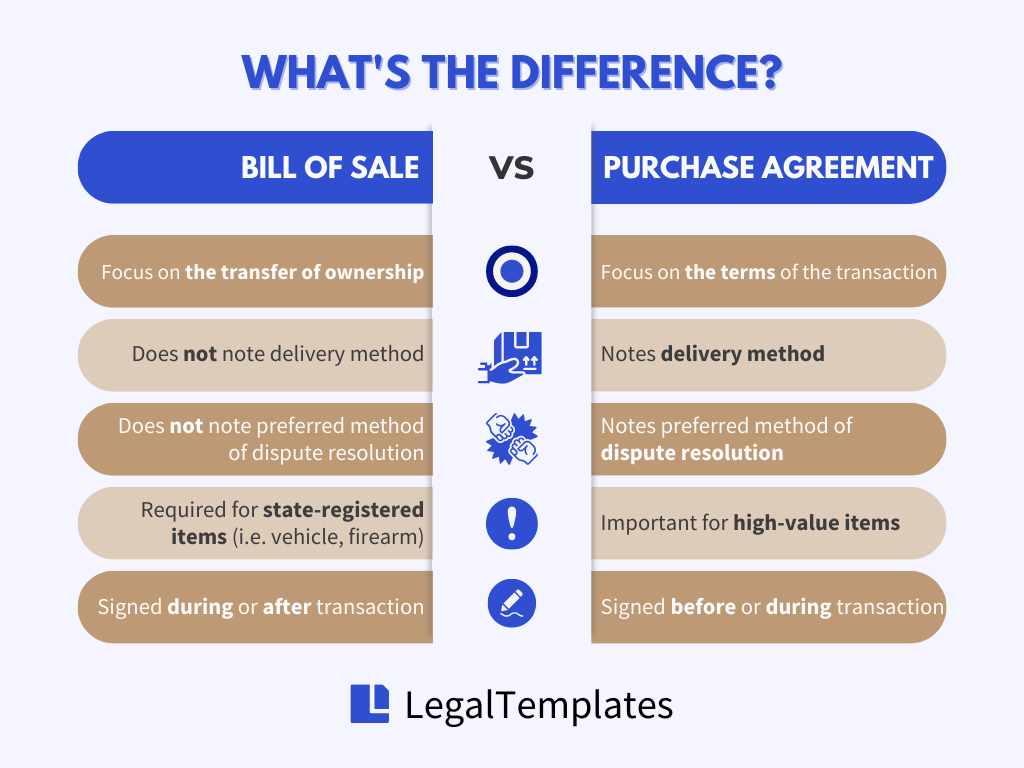 WHAT'S THE DIFFERENCE?
BILL OF SALE
VS
PURCHASE AGREEMENT
Focus on the transfer of ownership
Focus on the terms of the transaction
Does not note delivery method
Notes delivery method
Does not note preferred method
of dispute resolution
Notes preferred method of
dispute resolution
Required for state-registered
items (i.e. vehicle, firearm)
Important for high-value items
Signed during or after transaction
Signed before or during transaction
LegalTemplates